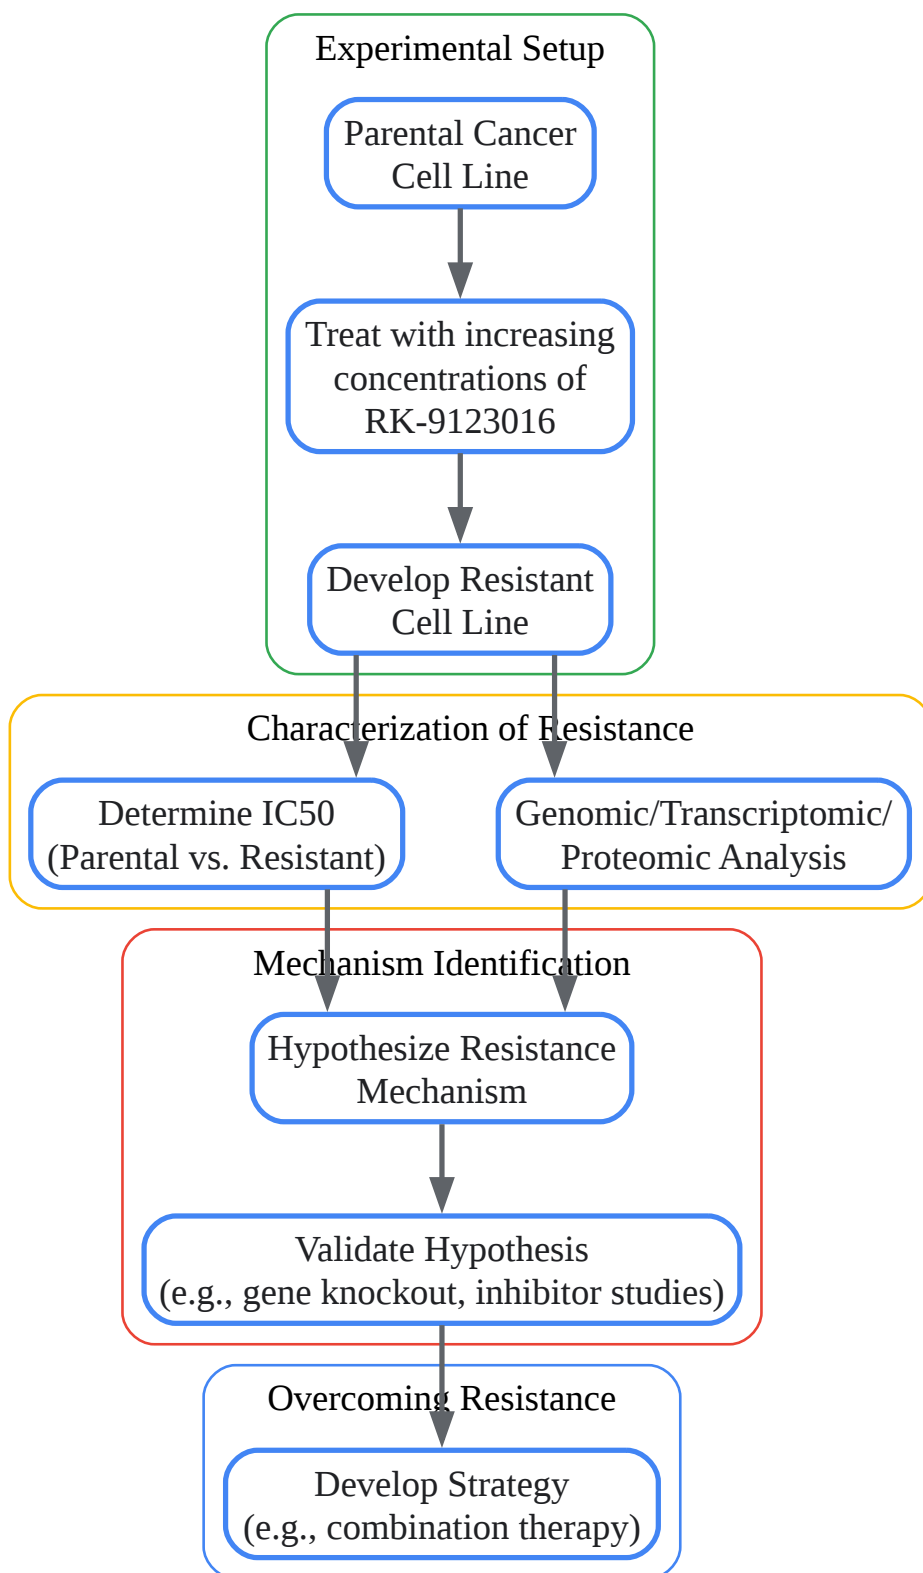 Experimental Setup
Parental Cancer
Cell Line
Treat with increasing
concentrations of
RK-9123016
Develop Resistant
Cell Line
Characterization of Resistance
Determine IC50
(Parental vs. Resistant)
Genomic/Transcriptomic/
Proteomic Analysis
Mechanism Identification
Hypothesize Resistance
Mechanism
Validate Hypothesis
(e.g., gene knockout, inhibitor studies)
Overcoming Resistance
Develop Strategy
(e.g., combination therapy)